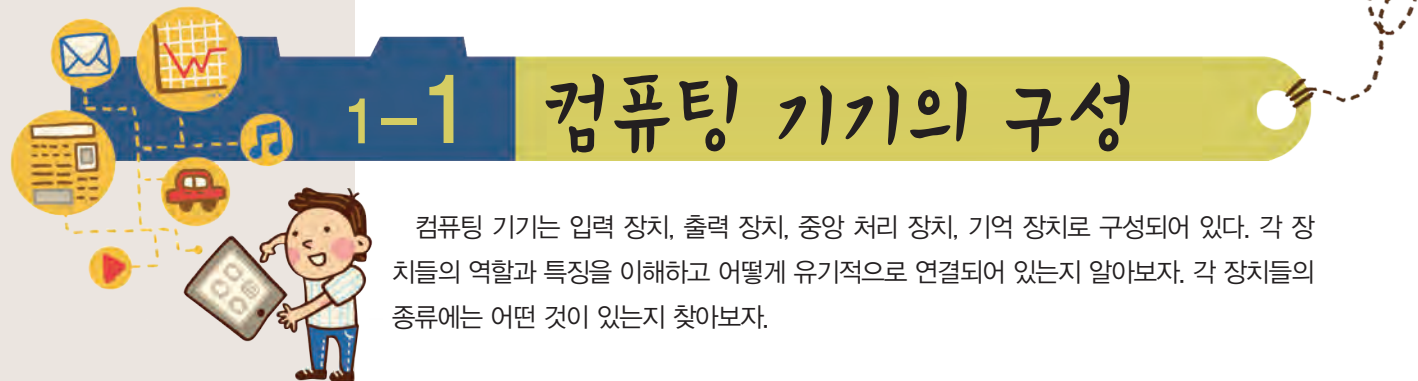 1-1 컴퓨팅 기기의 구성
컴퓨팅 기기는 입력 장치, 출력 장치, 중앙 처리 장치, 기억 장치로 구성되어 있다. 각 장
치들의 역할과 특징을 이해하고 어떻게 유기적으로 연결되어 있는지 알아보자. 각 장치들의
종류에는 어떤 것이 있는지 찾아보자.